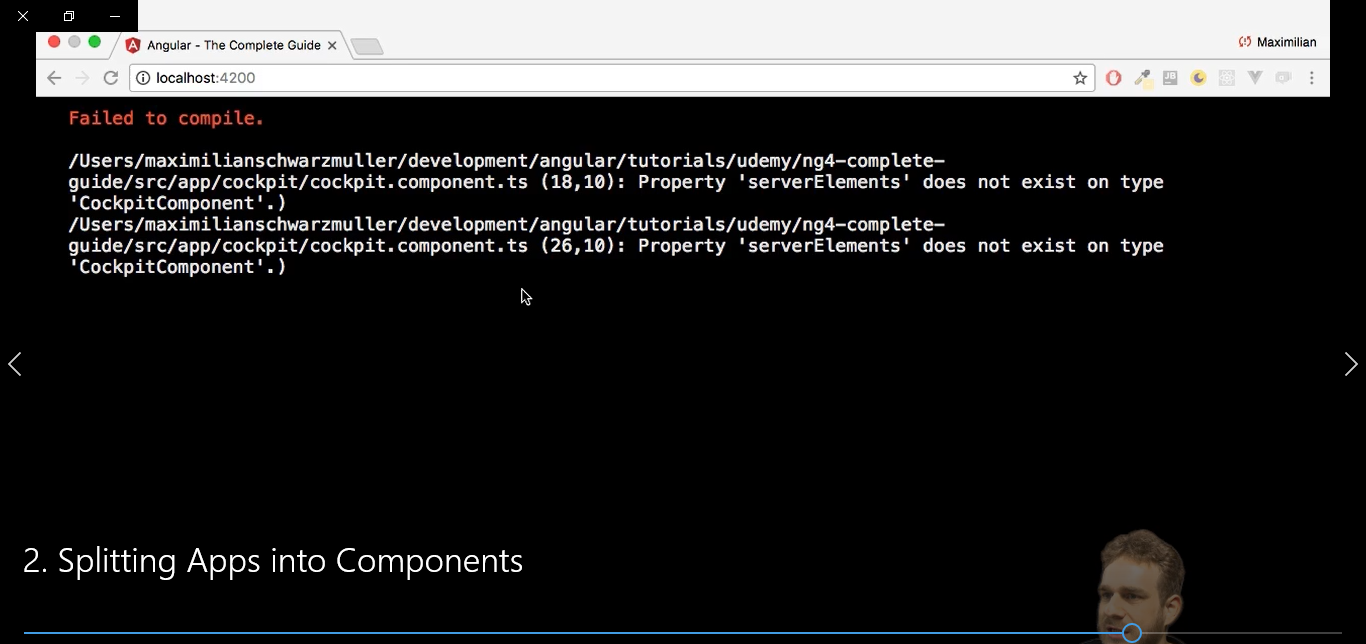 Angular - The Complete Guide
Maximilian
localhost:4200
JB
Failed to compile.
/Users/maximilianschwarzmuller/development/angular/tutorials/udemy/ng4-complete-
guide/src/app/cockpit/cockpit.component.ts (18,10): Property 'serverElements' does not exist on type
'CockpitComponent'.)
/Users/maximilianschwarzmuller/development/angular/tutorials/udemy/ng4-complete-
guide/src/app/cockpit/cockpit.component.ts (26,10): Property 'serverElements' does not exist on type
'CockpitComponent'.)
2. Splitting Apps into Components